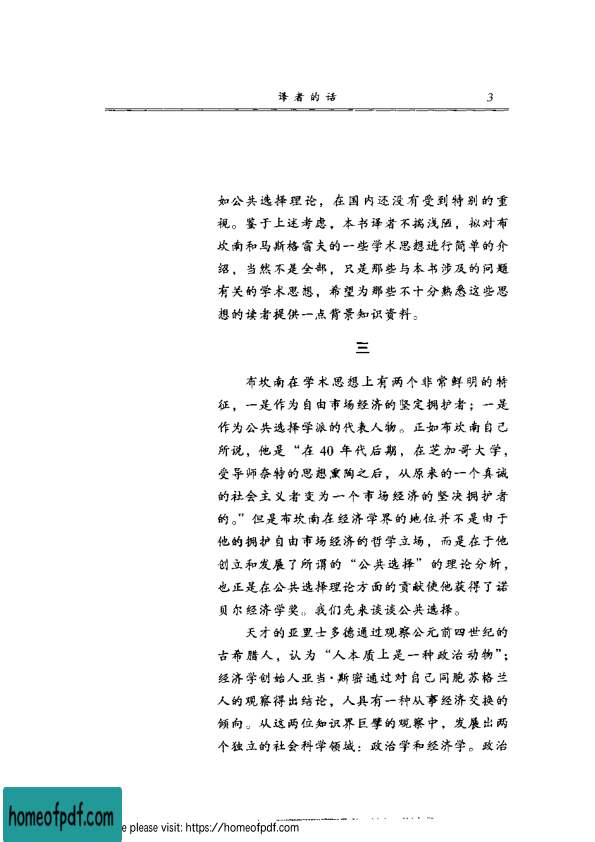 译者的话 3
如公共选择理论，在国内还没有受到特别的重
视。鉴于上述考虑，本书译者不揣浅陋，拟对布
坎南和马斯格雷夫的一些学术思想进行简单的介
绍，当然不是全部，只是那些与本书涉及的问题
有关的学术思想，希望为那些不十分熟悉这些思
想的读者提供一点背景知识资料。
三
布坎南在学术思想上有两个非常鲜明的特
征，一是作为自由市场经济的坚定拥护者；一是
作为公共选择学派的代表人物。正如布坎南自己
所说，他是“在 40 年代后期，在芝加哥大学，
受导师奈特的思想熏陶之后，从原来的一个真诚
的社会主义者变为一个市场经济的坚决拥护者
的。”但是布坎南在经济学界的地位并不是由于
他的拥护自由市场经济的哲学立场，而是在于他
创立和发展了所谓的“公共选择”的理论分析，
也正是在公共选择理论方面的贡献使他获得了诺
贝尔经济学奖。我们先来谈谈公共选择。
天才的亚里士多德通过观察公元前四世纪的
古希腊人，认为“人本质上是一种政治动物”；
经济学创始人亚当·斯密通过对自己同胞苏格兰
人的观察得出结论，人具有一种从事经济交换的
倾向。从这两位知识界巨擘的观察中，发展出两
个独立的社会科学领域：政治学和经济学。政治
homeofpdf.com
e please visit: https://homeofpdf.com